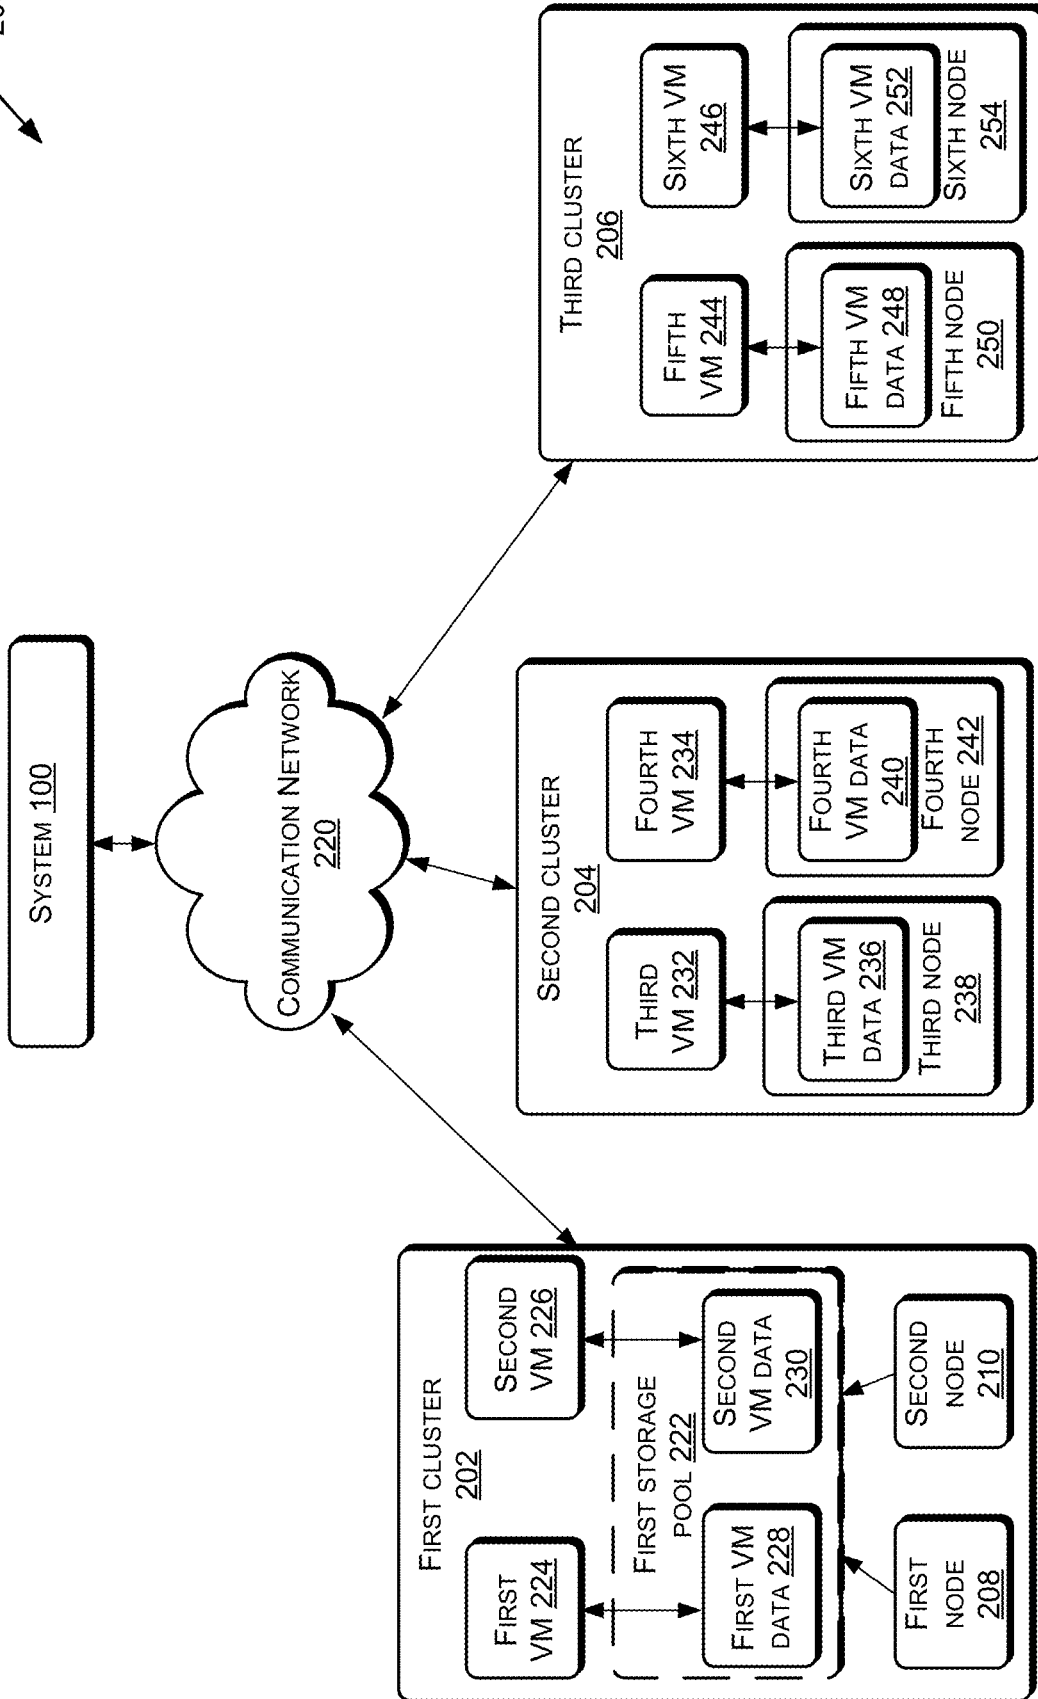 SYSTEM 100
COMMUNICATION NETWORK
220
FIRST CLUSTER
202
FIRST
VM 224
SECOND
VM 226
FIRST STORAGE
POOL 222
FIRST VM
DATA 228
SECOND
VM DATA
230
FIRST
NODE
208
SECOND
NODE
210
SECOND CLUSTER
204
THIRD
VM 232
FOURTH
VM 234
THIRD VM
DATA 236
THIRD NODE
238
FOURTH
VM DATA
240
FOURTH
NODE 242
THIRD CLUSTER
206
FIFTH
VM 244
SIXTH VM
246
FIFTH VM
DATA 248
FIFTH NODE
250
SIXTH VM
DATA 252
SIXTH NODE
254